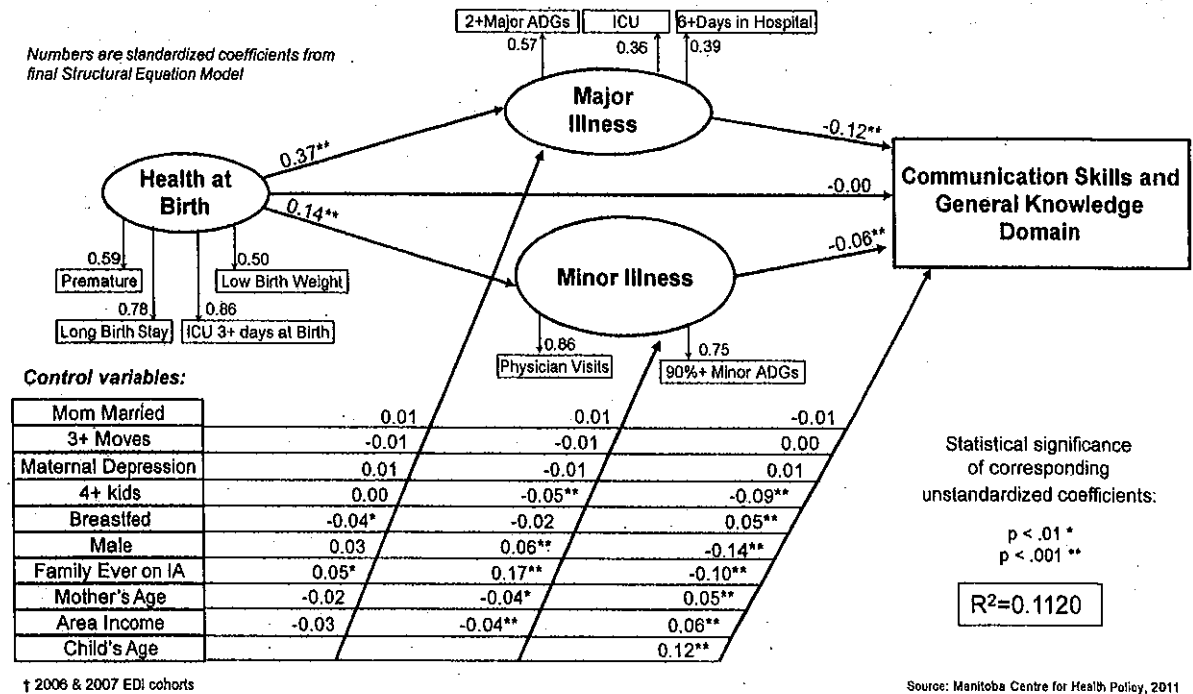 2+Major ADGs ICU 6+Days in Hospital
0.57 0.36 0.39
Numbers are standardized coefficients from
final Structural Equation Model
Major
Illness
0.37**
-0.12**
Health at
Birth
-0.00
Communication Skills and
General Knowledge
Domain
0.14**
-0.06**
Minor Illness
0.59 0.50
Premature Low Birth Weight
0.78 0.86
Long Birth Stay ICU 3+ days at Birth
0.86 0.75
Physician Visits 90%+ Minor ADGs
Control variables:
Mom Married 0.01 0.01 -0.01
3+ Moves -0.01 -0.01 0.00
Maternal Depression 0.01 -0.01 0.01
4+ kids 0.00 -0.05** -0.09**
Breastfed -0.04* -0.02 0.05**
Male 0.03 0.06** -0.14**
Family Ever on IA 0.05* 0.17** -0.10**
Mother's Age -0.02 -0.04* 0.05**
Area Income -0.03 -0.04** 0.06**
Child's Age 0.12**
Statistical significance
of corresponding
unstandardized coefficients:
p < .01 *
p < .001 **
R²=0.1120
† 2006 & 2007 EDI cohorts
Source: Manitoba Centre for Health Policy, 2011